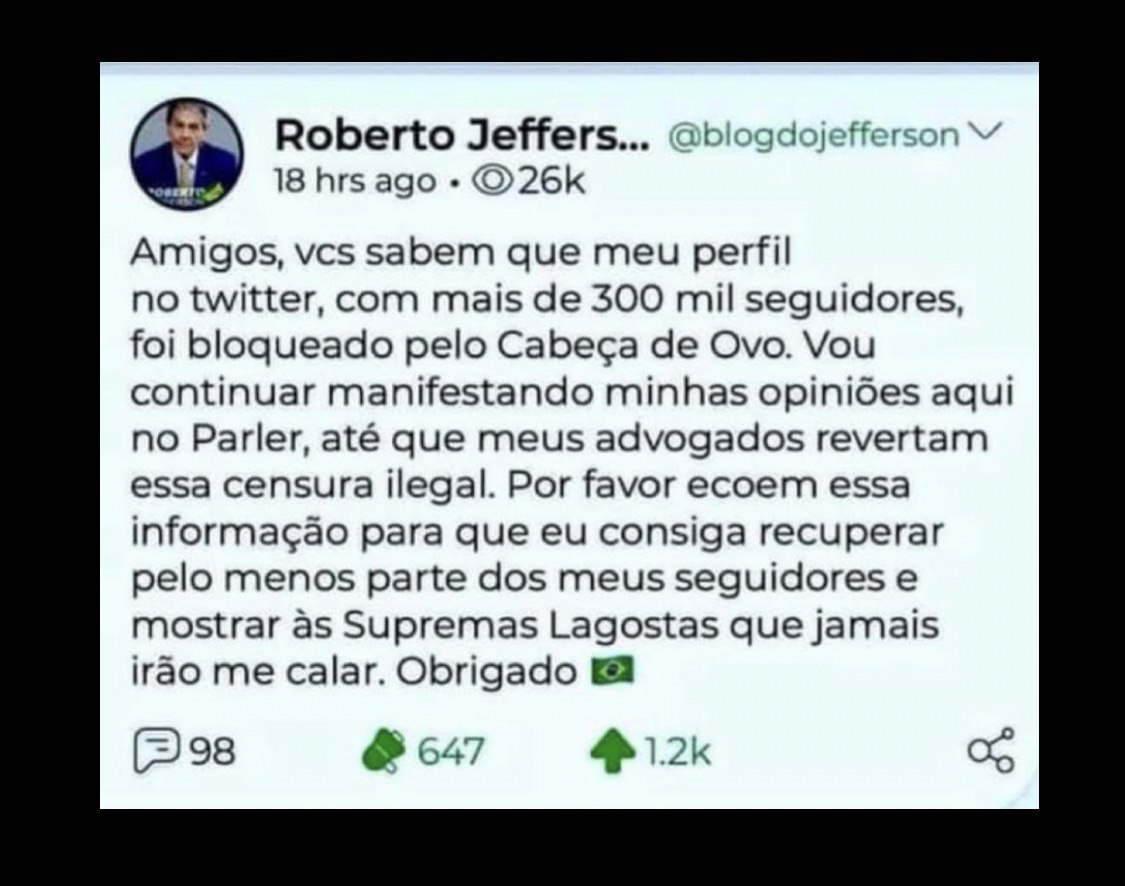 Roberto Jeffers... @blogdojefferson
18 hrs ago • 26k
Amigos, vcs sabem que meu perfil
no twitter, com mais de 300 mil seguidores,
foi bloqueado pelo Cabeça de Ovo. Vou
continuar manifestando minhas opiniões aqui
no Parler, até que meus advogados revertam
essa censura ilegal. Por favor ecoem essa
informação para que eu consiga recuperar
pelo menos parte dos meus seguidores e
mostrar às Supremas Lagostas que jamais
irão me calar. Obrigado 🇧🇷
98 647 1.2k